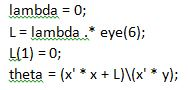 lambda = 0;
L = lambda .* eye(6);
L(1) = 0;
theta = (x' * x + L)\(x' * y);